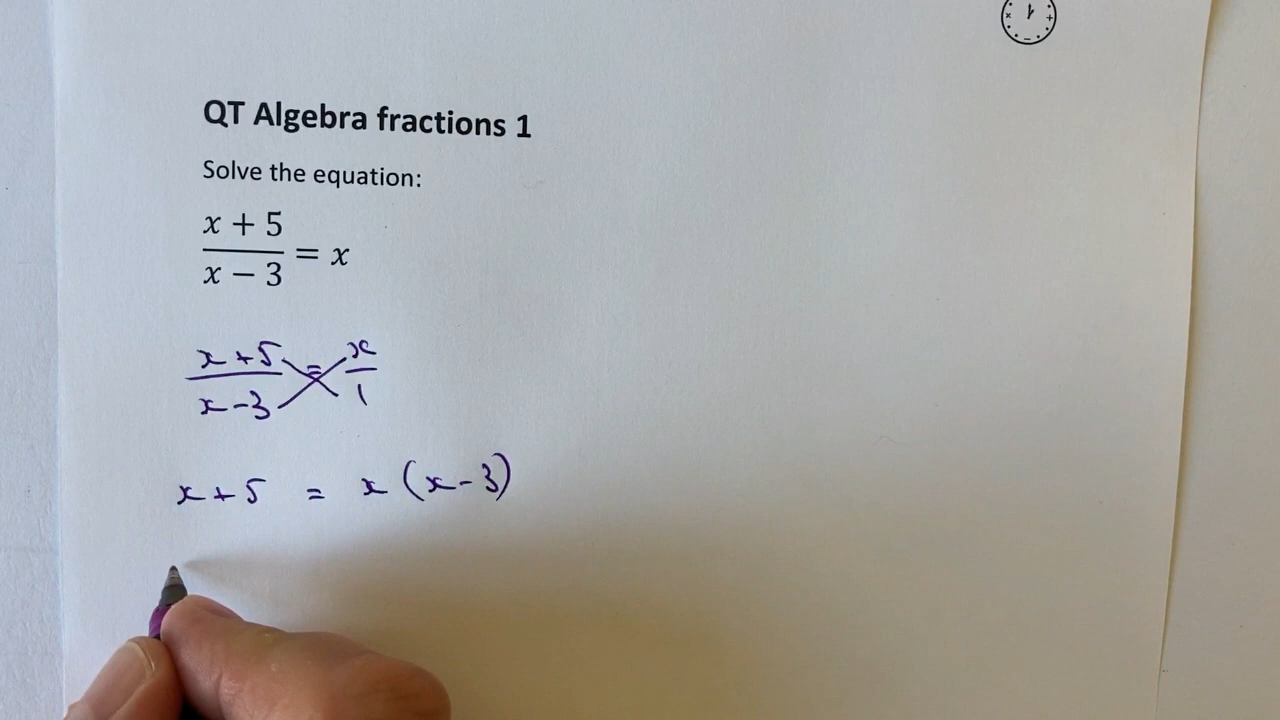 QT Algebra fractions 1
Solve the equation:
x + 5
x − 3
= x
x+5
x-3
=
x
1
x+5 = x(x-3)